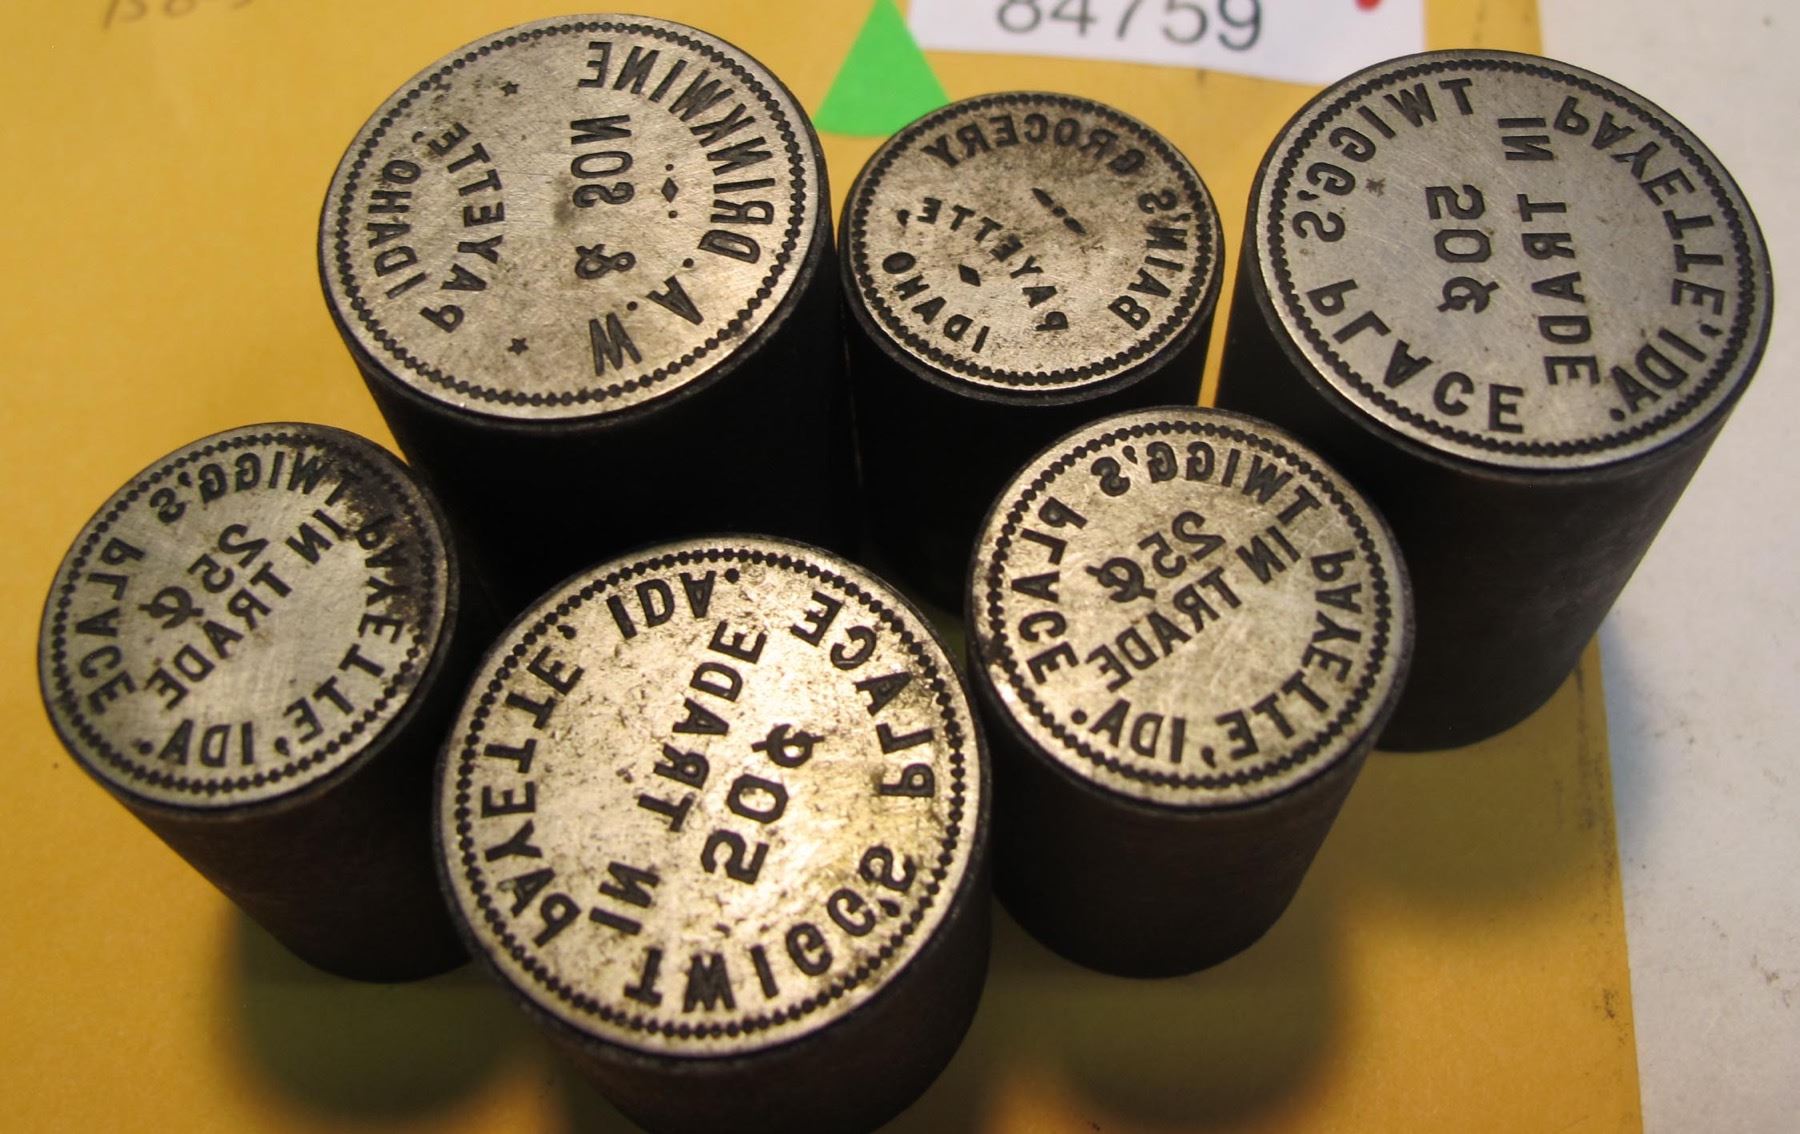 84759
W.A. DRINKWINE
& SON
PAYETTE,
IDAHO
BAIN'S GROCERY
PAYETTE,
IDAHO
TWIGG'S PLACE
50¢
IN TRADE
PAYETTE, IDA.
TWIGG'S PLACE
25
¢
IN TRADE
PAYETTE, IDA.
TWIGG'S PLACE
50¢
IN TRADE
PAYETTE, IDA.
TWIGG'S PLACE
25
¢
IN TRADE
PAYETTE, IDA.